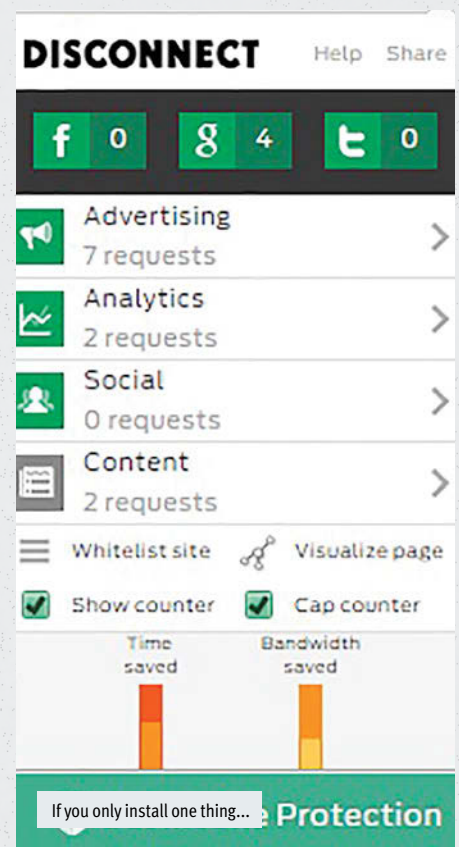 DISCONNECT Help Share
f 0 g 4 t 0
Advertising
7 requests
Analytics
2 requests
Social
0 requests
Content
2 requests
Whitelist site Visualize page
Show counter Cap counter
Time saved
Bandwidth saved
If you only install one thing...
Protection